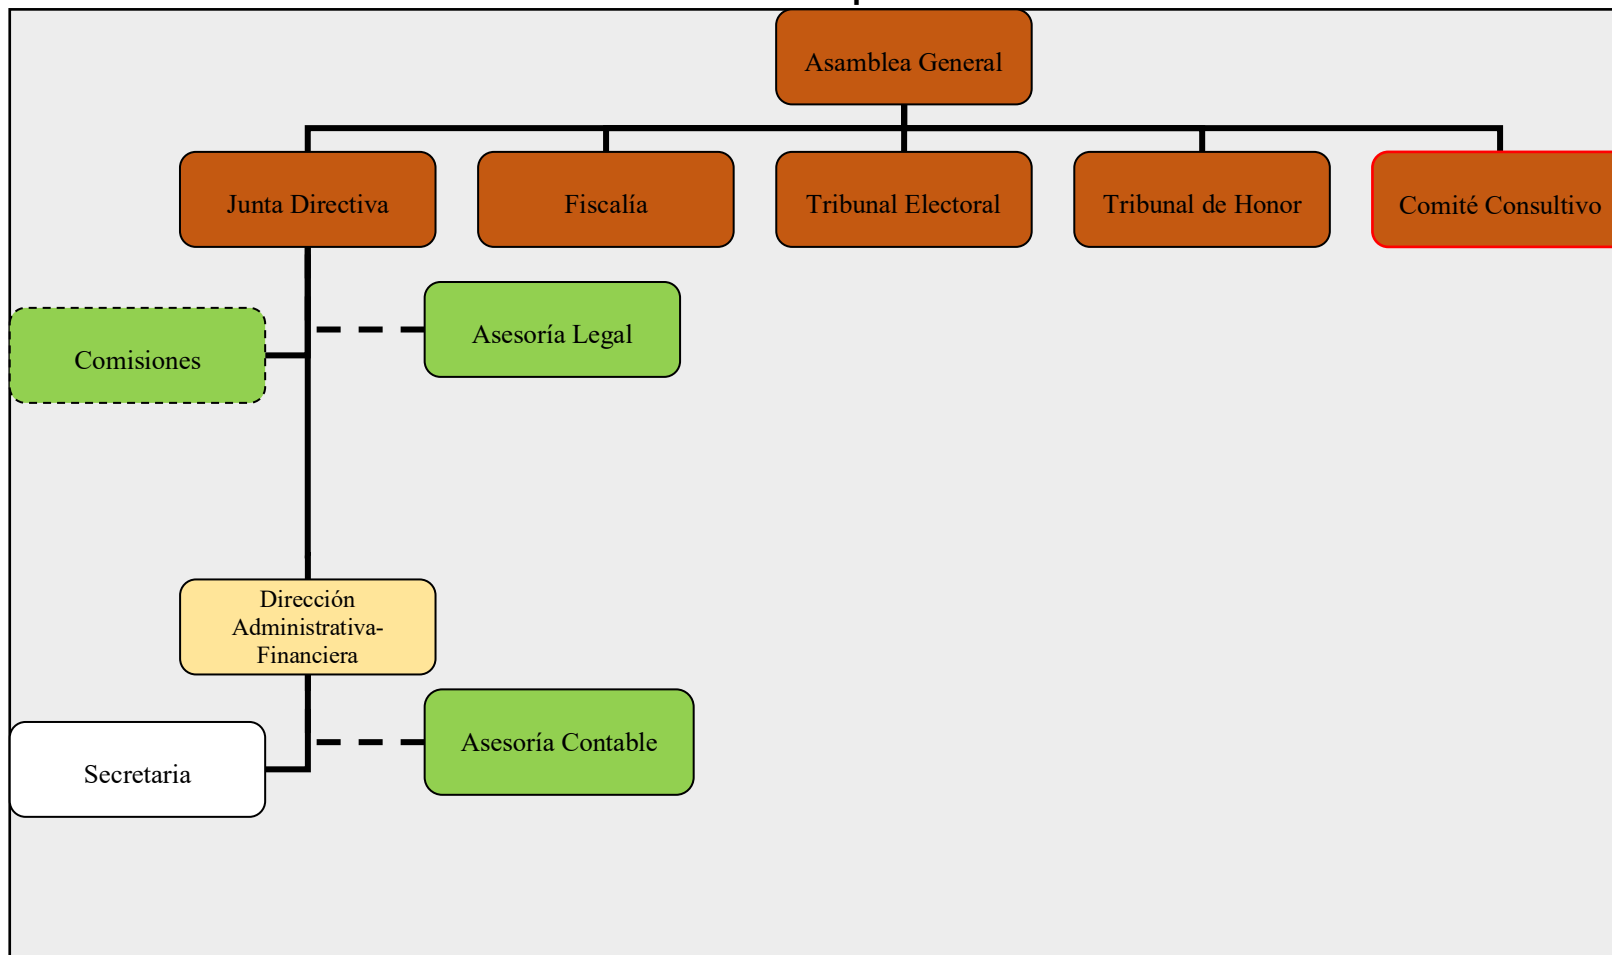 Asamblea General
Junta Directiva
Fiscalía
Tribunal Electoral
Tribunal de Honor
Comité Consultivo
Asesoría Legal
Comisiones
Dirección
Administrativa-
Financiera
Asesoría Contable
Secretaria